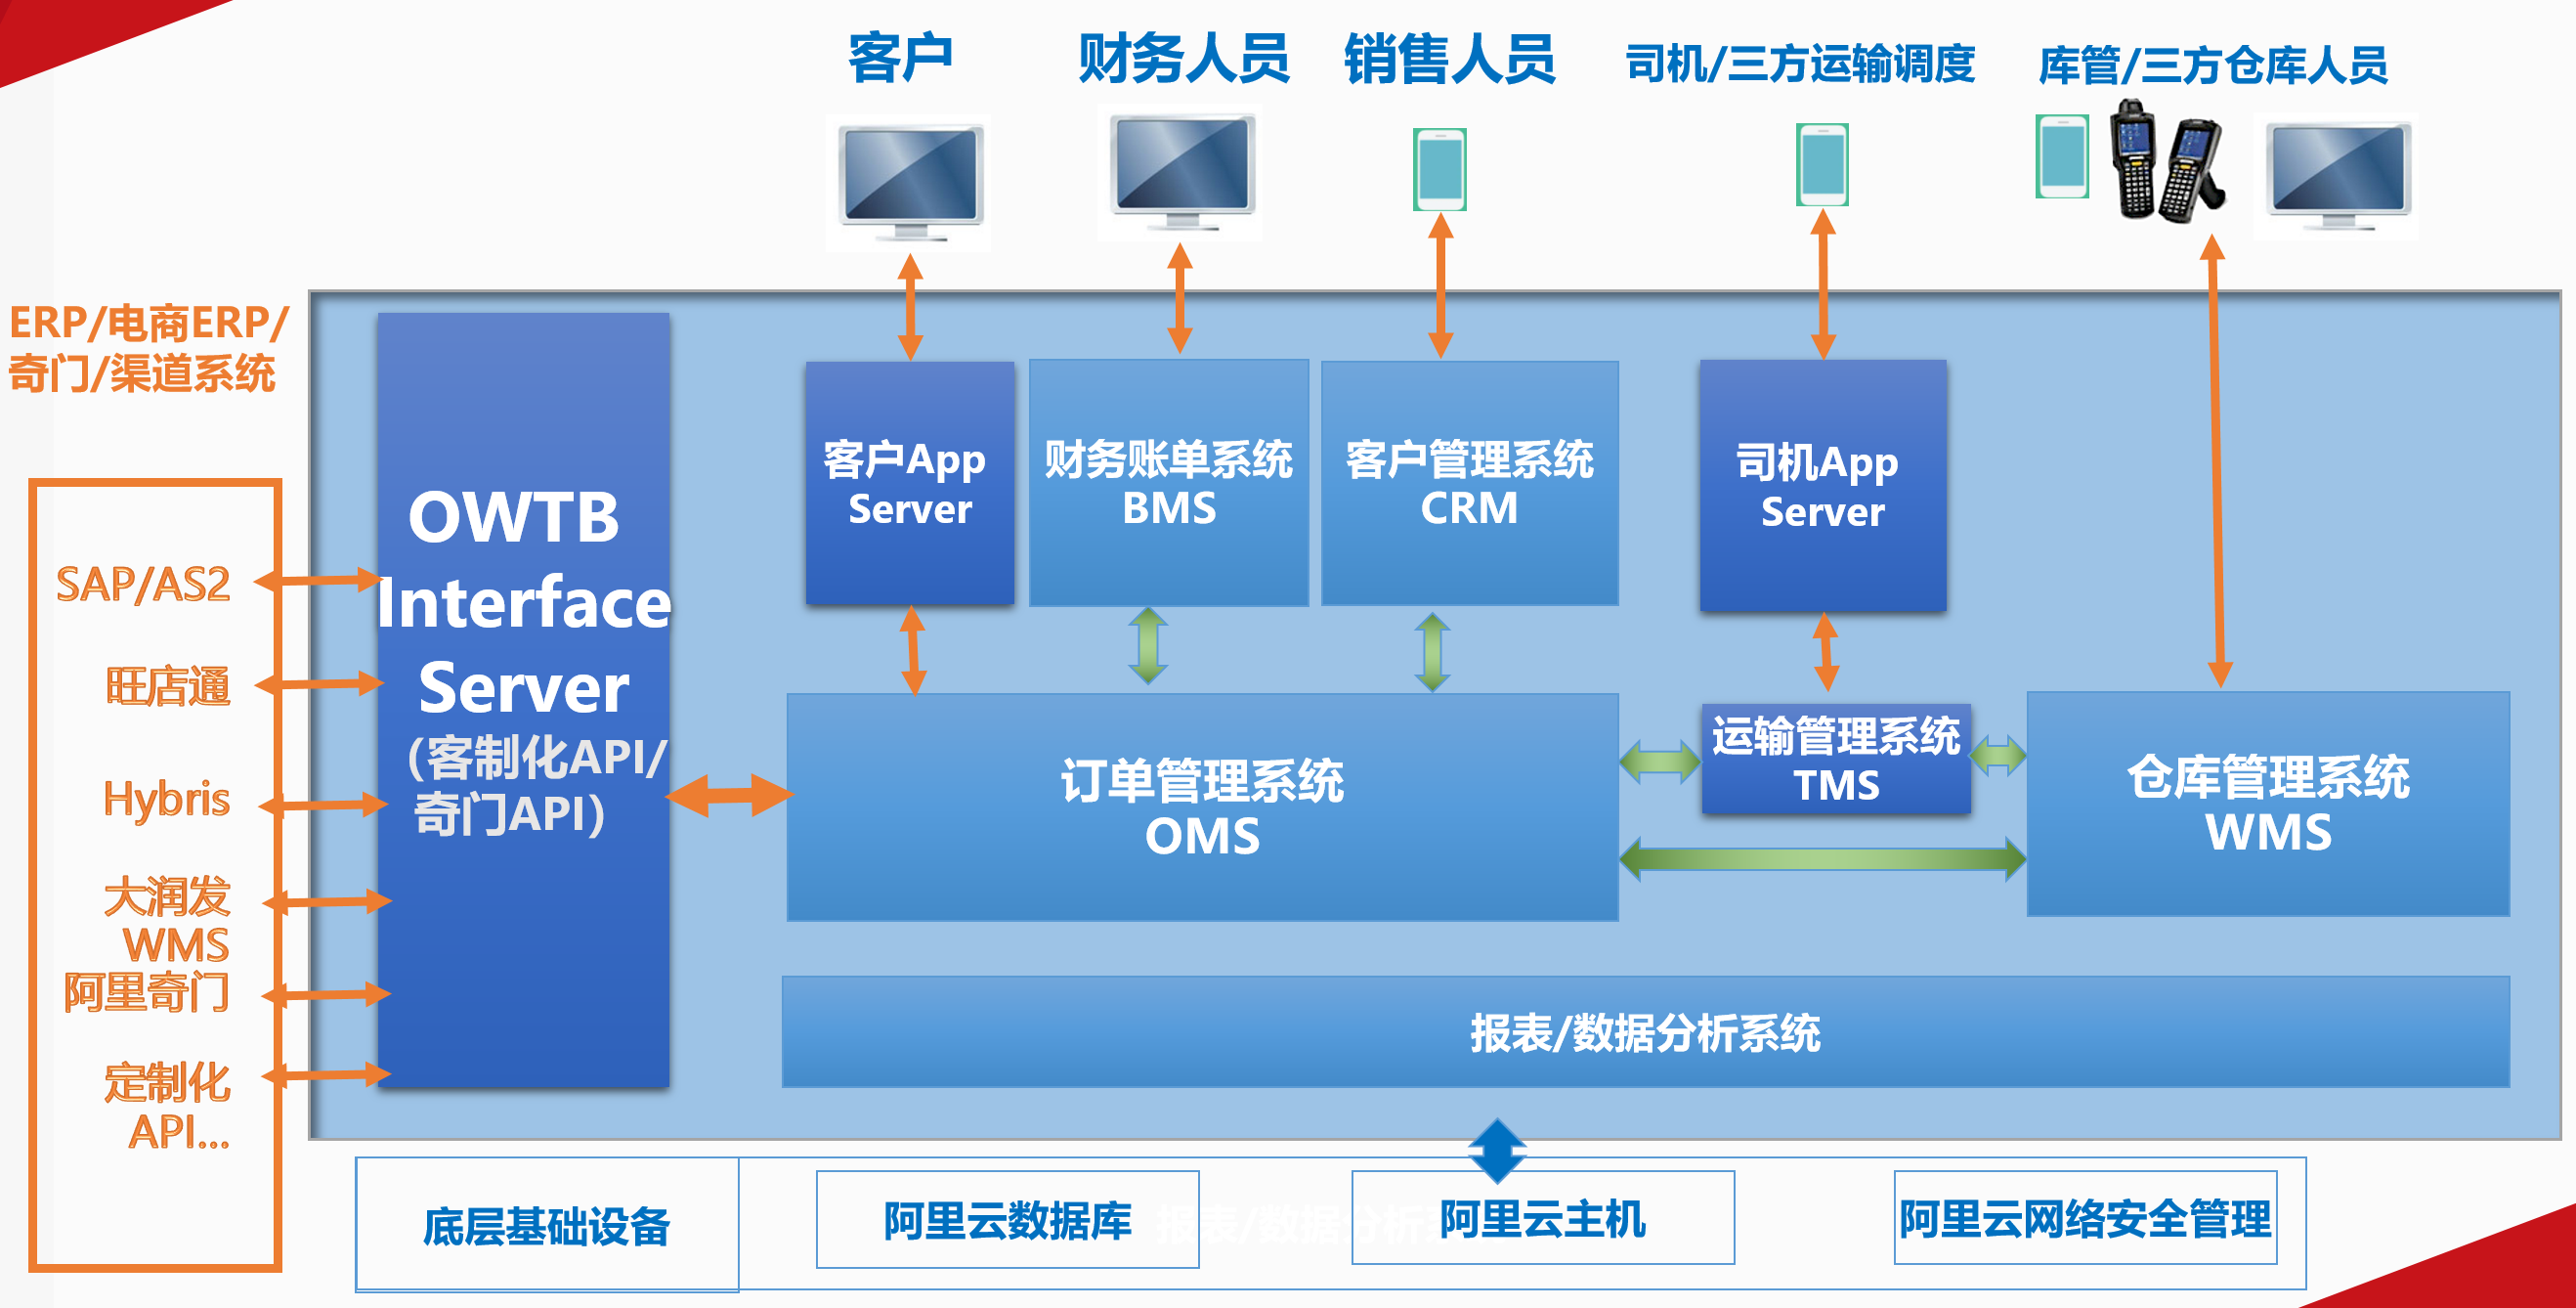 客户
财务人员
销售人员
司机/三方运输调度
库管/三方仓库人员
ERP/电商ERP/
奇门/渠道系统
SAP/AS2
旺店通
Hybris
大润发
WMS
阿里奇门
定制化
API...
OWTB
Interface
Server
（客制化API/
奇门API）
客户App
Server
财务账单系统
BMS
客户管理系统
CRM
司机App
Server
订单管理系统
OMS
运输管理系统
TMS
仓库管理系统
WMS
报表/数据分析系统
底层基础设备
阿里云数据库
报表/数据分析系
阿里云主机
阿里云网络安全管理